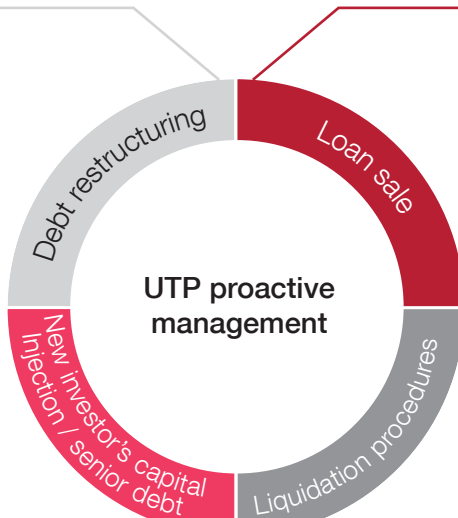 Debt restructuring
Loan sale
UTP proactive
management
New investor's capital
Injection / senior debt
Liquidation procedures